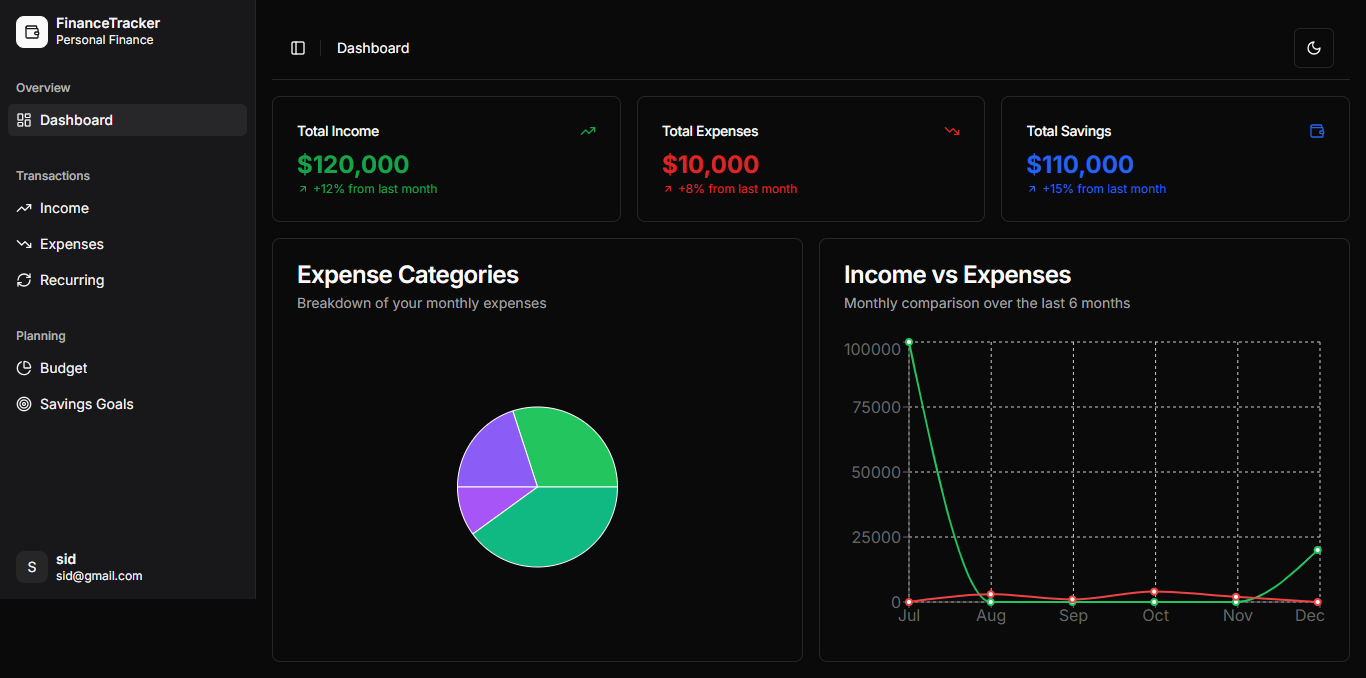 FinanceTracker
Personal Finance
Overview
Dashboard
Transactions
Income
Expenses
Recurring
Planning
Budget
Savings Goals
S
sid
sid@gmail.com
Dashboard
Total Income
$120,000
+12% from last month
Total Expenses
$10,000
+8% from last month
Total Savings
$110,000
+15% from last month
Expense Categories
Breakdown of your monthly expenses
Income vs Expenses
Monthly comparison over the last 6 months
100000
75000
50000
25000
0
Jul Aug Sep Oct Nov Dec